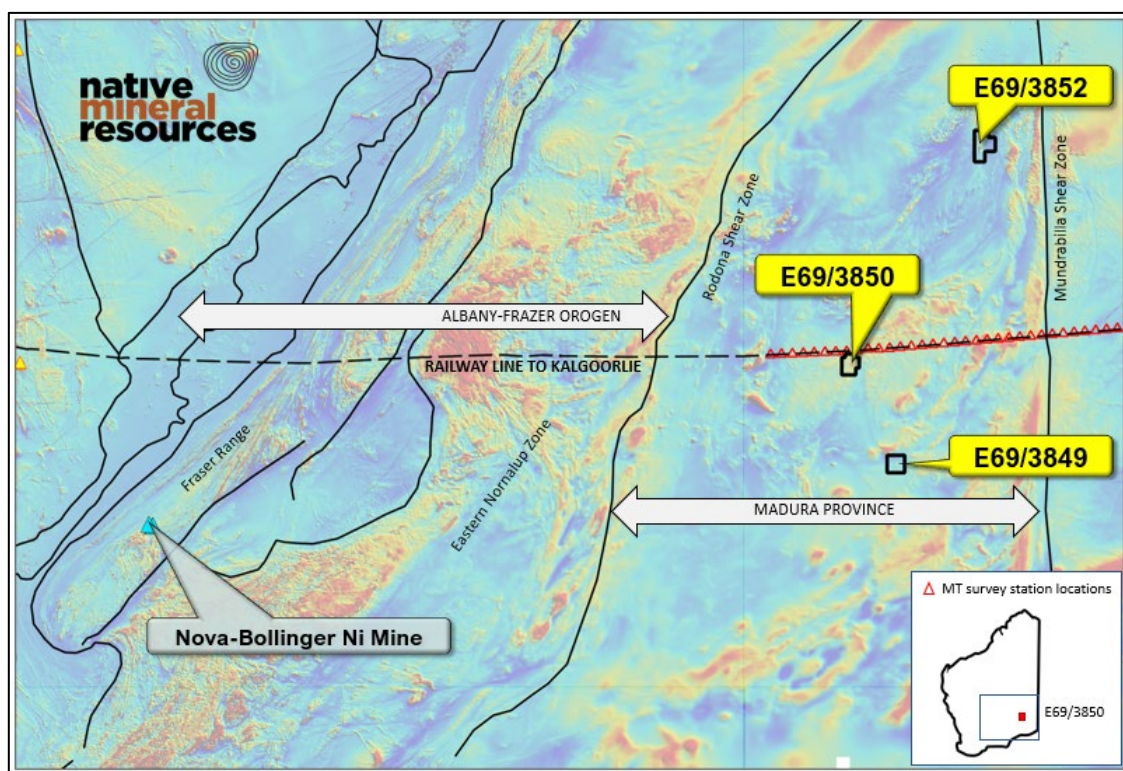 native
mineral
resources
E69/3852
Rodona Shear Zone
Mundrabilla Shear Zone
E69/3850
ALBANY-FRAZER OROGEN
RAILWAY LINE TO KALGOORLIE
Fraser Range
Eastern Nornalup Zone
E69/3849
MADURA PROVINCE
Nova-Bollinger Ni Mine
MT survey station locations
E69/3850